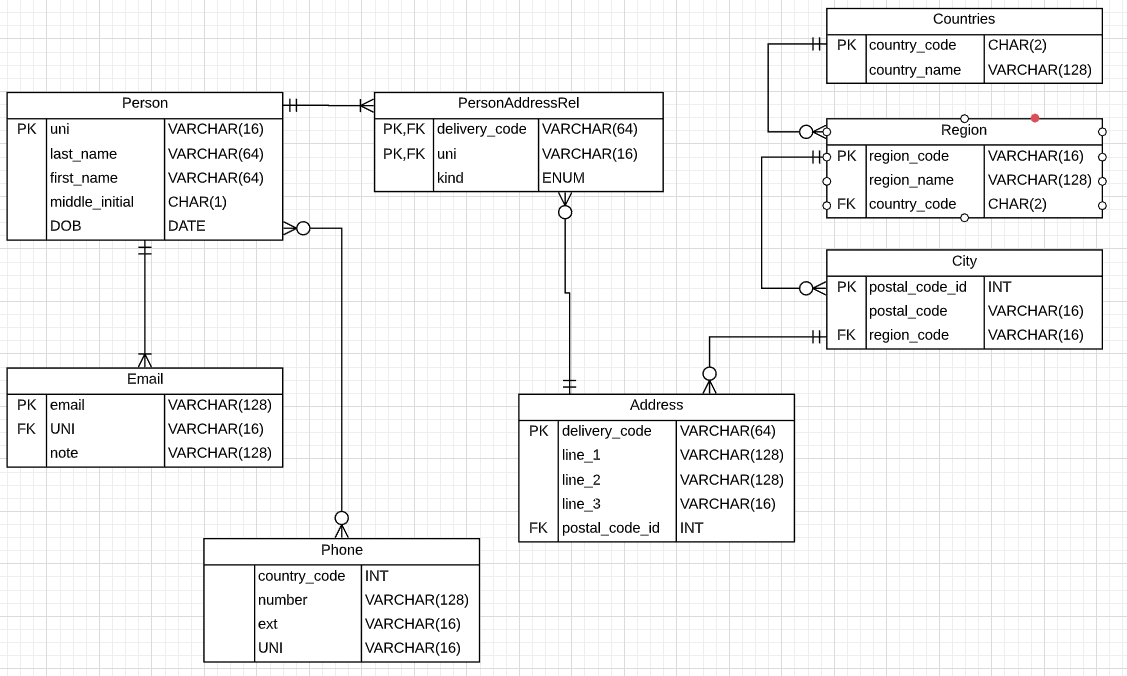 Countries
PK country_code CHAR(2)
country_name VARCHAR(128)
Person
PK uni VARCHAR(16)
last_name VARCHAR(64)
first_name VARCHAR(64)
middle_initial CHAR(1)
DOB DATE
PersonAddressRel
PK,FK delivery_code VARCHAR(64)
PK,FK uni VARCHAR(16)
kind ENUM
Region
PK region_code VARCHAR(16)
region_name VARCHAR(128)
FK country_code CHAR(2)
City
PK postal_code_id INT
postal_code VARCHAR(16)
FK region_code VARCHAR(16)
Email
PK email VARCHAR(128)
FK UNI VARCHAR(16)
note VARCHAR(128)
Address
PK delivery_code VARCHAR(64)
line_1 VARCHAR(128)
line_2 VARCHAR(128)
line_3 VARCHAR(16)
FK postal_code_id INT
Phone
country_code INT
number VARCHAR(128)
ext VARCHAR(16)
UNI VARCHAR(16)